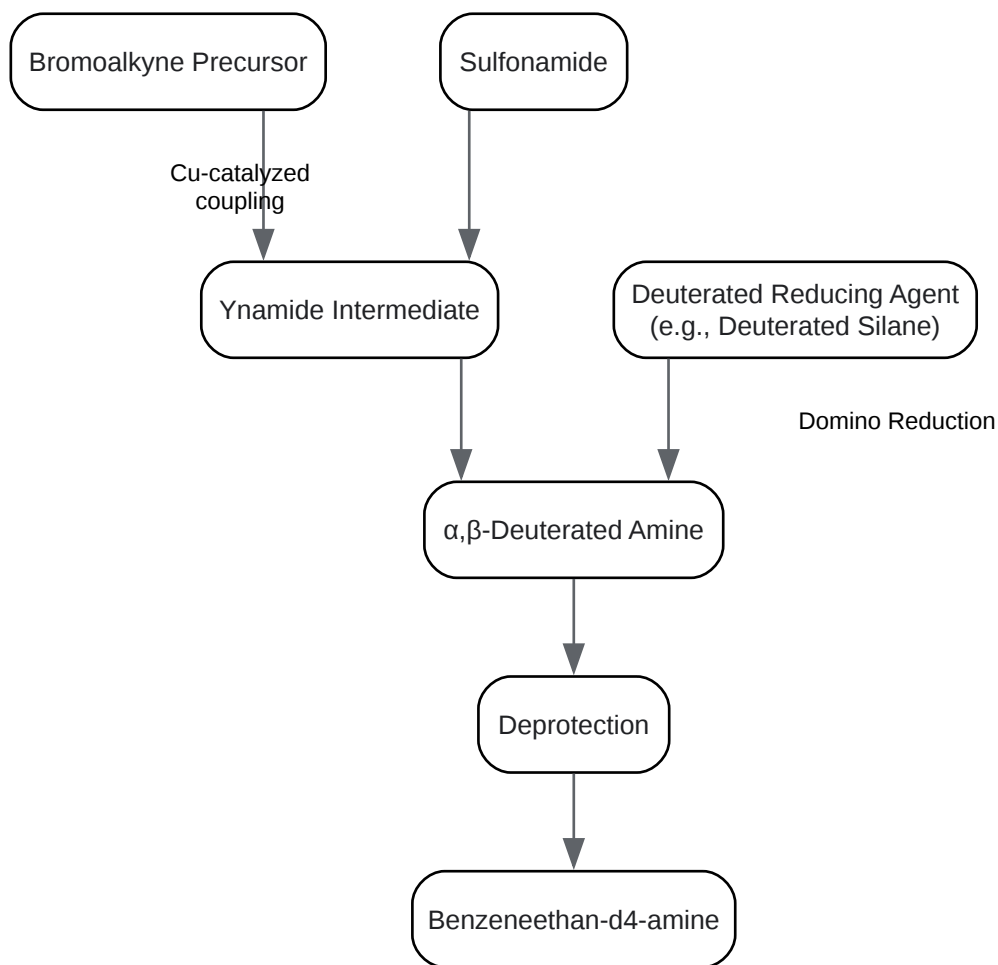 Bromoalkyne Precursor
Sulfonamide
Cu-catalyzed
coupling
Ynamide Intermediate
Deuterated Reducing Agent
(e.g., Deuterated Silane)
Domino Reduction
α,β-Deuterated Amine
Deprotection
Benzeneethan-d4-amine